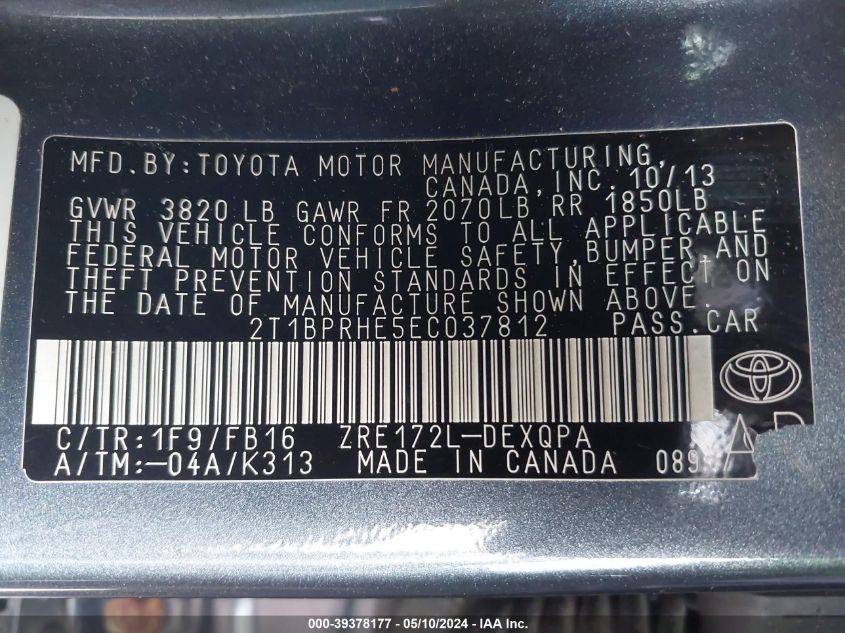 MFD.BY:TOYOTA MOTOR MANUFACTURING,
CANADA, INC. 10/13
GVWR 3820 LB GAWR FR 2070LB RR 1850LB
THIS VEHICLE CONFORMS TO ALL APPLICABLE
FEDERAL MOTOR VEHICLE SAFETY, BUMPER, AND
THEFT PREVENTION STANDARDS IN EFFECT ON
THE DATE OF MANUFACTURE SHOWN ABOVE.
2T1BPRHE5EC037812 PASS.CAR
C/TR:1F9/FB16 ZRE172L-DEXQPA
A/TM:-04A/K313 MADE IN CANADA
000-39378177 - 05/10/2024 - IAA Inc.